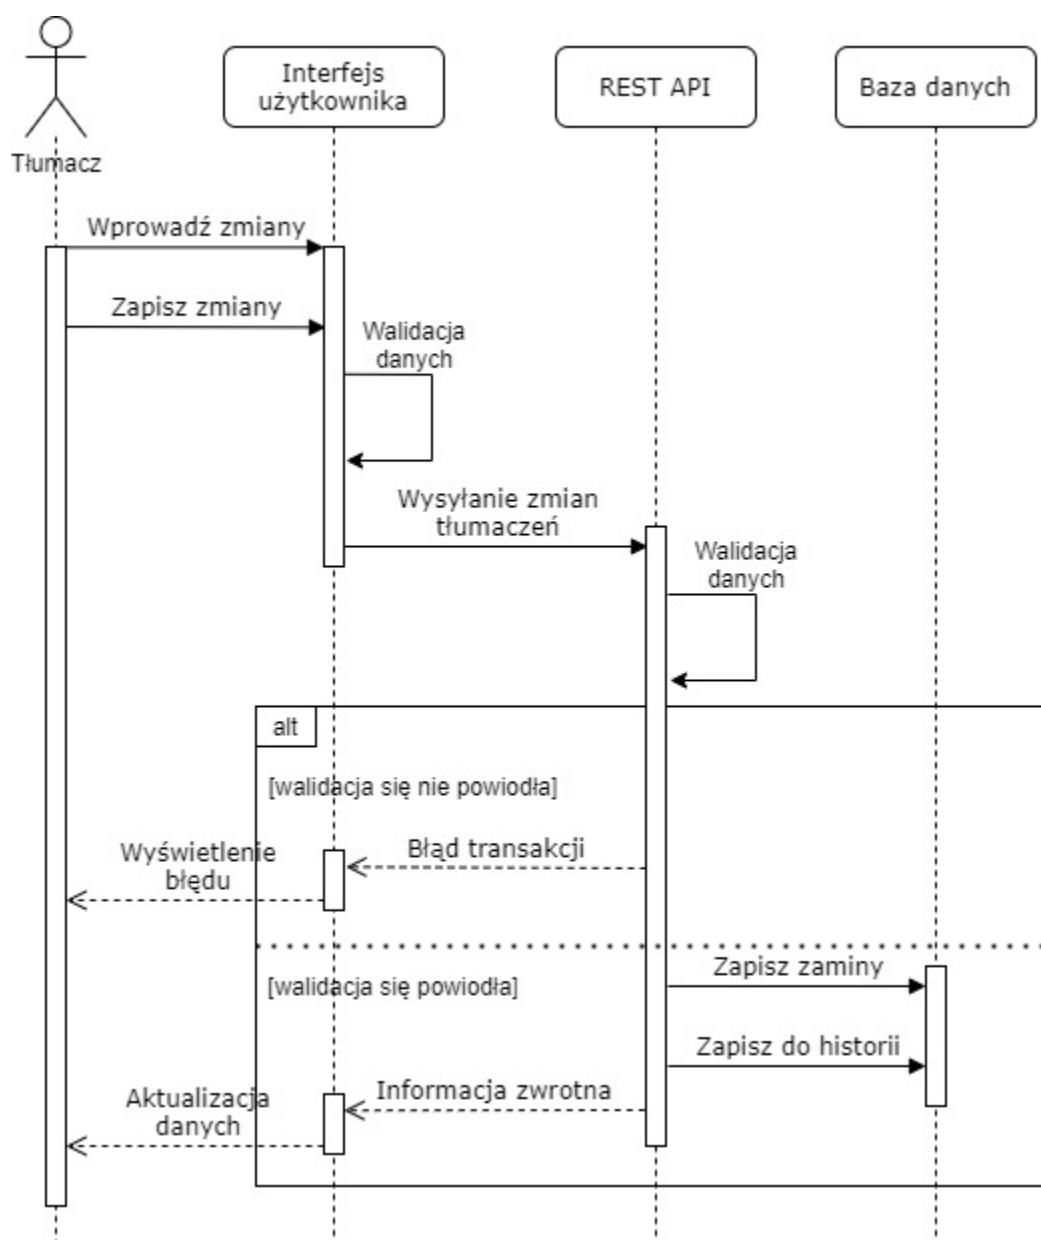 Interfejs
użytkownika
REST API
Baza danych
Tłumacz
Wprowadź zmiany
Zapisz zmiany
Walidacja
danych
Wysyłanie zmian
tłumaczeń
Walidacja
danych
alt
[walidacja się nie powiodła]
Błąd transakcji
Wyświetlenie
błędu
[walidacja się powiodła]
Zapisz zaminy
Zapisz do historii
Informacja zwrotna
Aktualizacja
danych